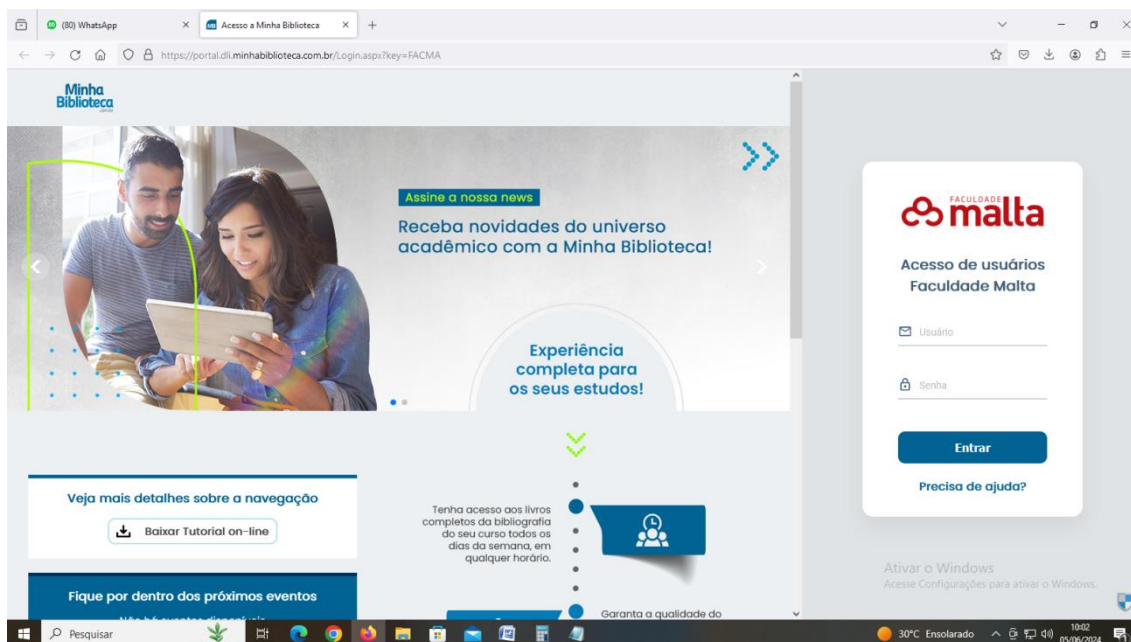 (80) WhatsApp
Acesso a Minha Biblioteca
https://portal.dli.minhabiblioteca.com.br/Login.aspx?key=FACMA
Minha
Biblioteca
Assine a nossa news
Receba novidades do universo
acadêmico com a Minha Biblioteca!
Experiência
completa para
os seus estudos!
Veja mais detalhes sobre a navegação
Baixar Tutorial on-line
Fique por dentro dos próximos eventos
Tenha acesso aos livros
completos da bibliografia
do seu curso todos os
dias da semana, em
qualquer horário.
Garanta a qualidade do
FACULDADE
malta
Acesso de usuários
Faculdade Malta
Usuário
Senha
Entrar
Precisa de ajuda?
Ativar o Windows
Acesse Configurações para ativar o Windows.
Pesquisar
30°C Ensolarado
10:02
05/06/2024